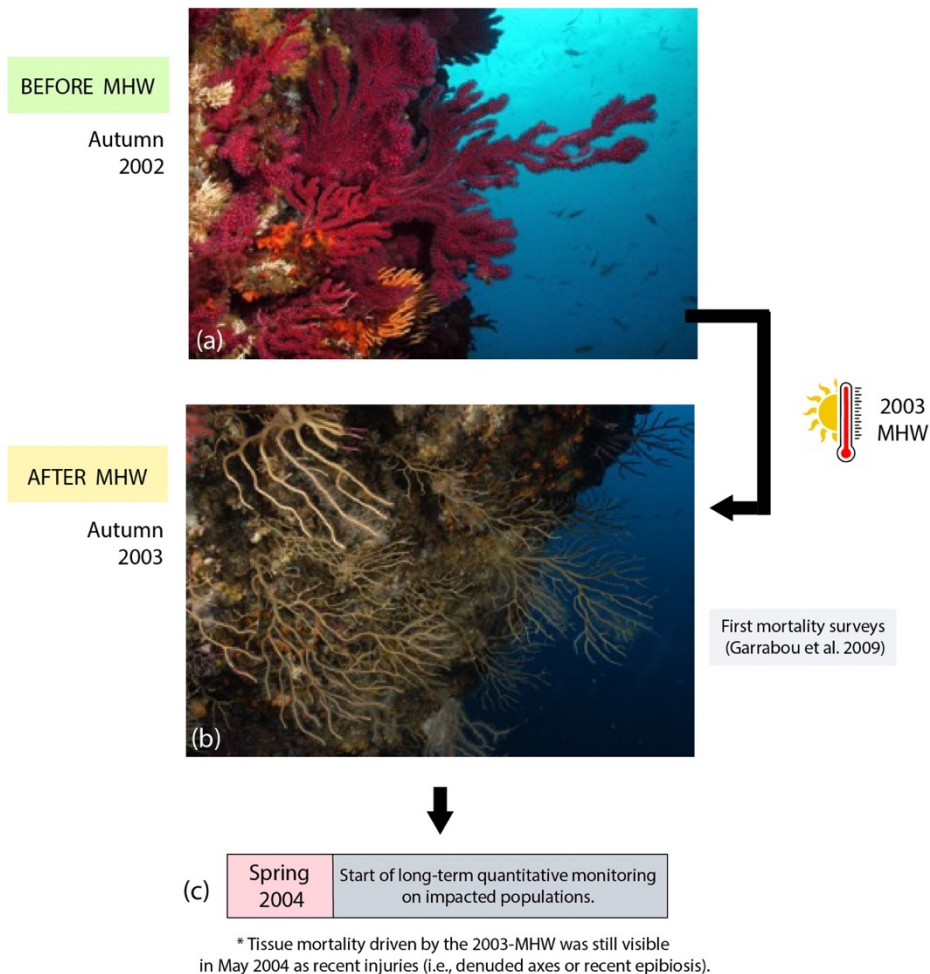 BEFORE MHW
Autumn
2002
(a)
2003
MHW
AFTER MHW
Autumn
2003
First mortality surveys
(Garrabou et al. 2009)
(b)
(c)
Spring
2004
Start of long-term quantitative monitoring
on impacted populations.
* Tissue mortality driven by the 2003-MHW was still visible
in May 2004 as recent injuries (i.e., denuded axes or recent epibiosis).